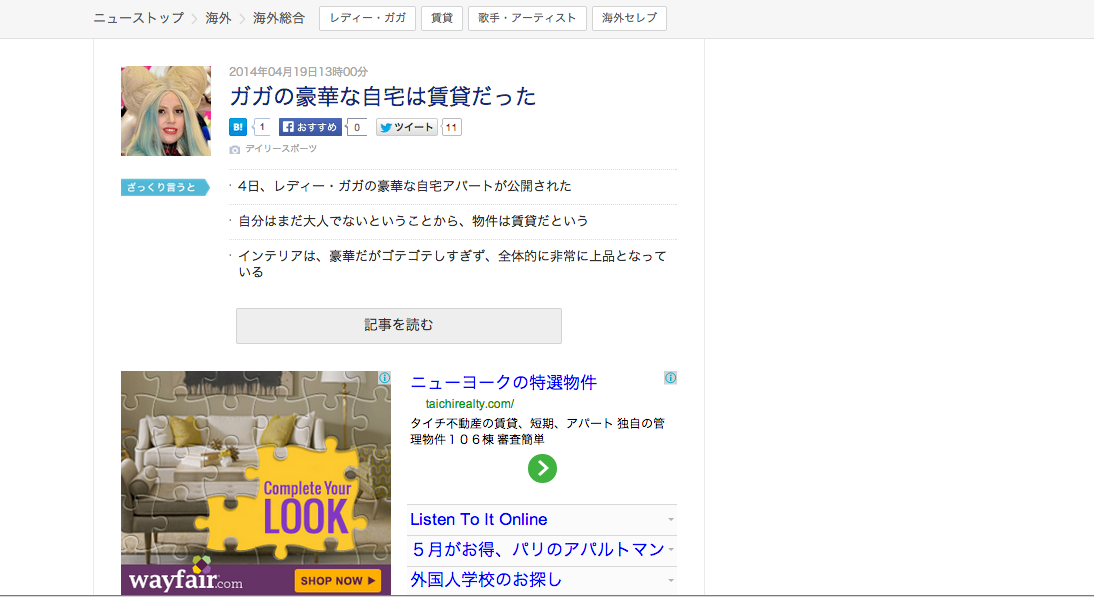 ニューストップ 海外 海外総合 レディー・ガガ 賃貸 歌手・アーティスト 海外セレブ
2014年04月19日13時00分
ガガの豪華な自宅は賃貸だった
B! 1 おすすめ 0 ツイート 11
アイリースポーツ
ざっくり言うと
4日、レディー・ガガの豪華な自宅アパートが公開された
自分はまだ大人でないということから、物件は賃貸だという
インテリアは、豪華だがゴテゴテしすぎず、全体的に非常に上品となって
いる
記事を読む
COMPLETE YOUR
LOOK
wayfair.com
SHOP NOW
ニューヨークの特選物件
taichirealty.com/
タイチ不動産の賃貸、短期、アパート 独自の管
理物件１０６棟 審査簡単
Listen To It Online
５月がお得、パリのアパルトマン
外国人学校のお探し